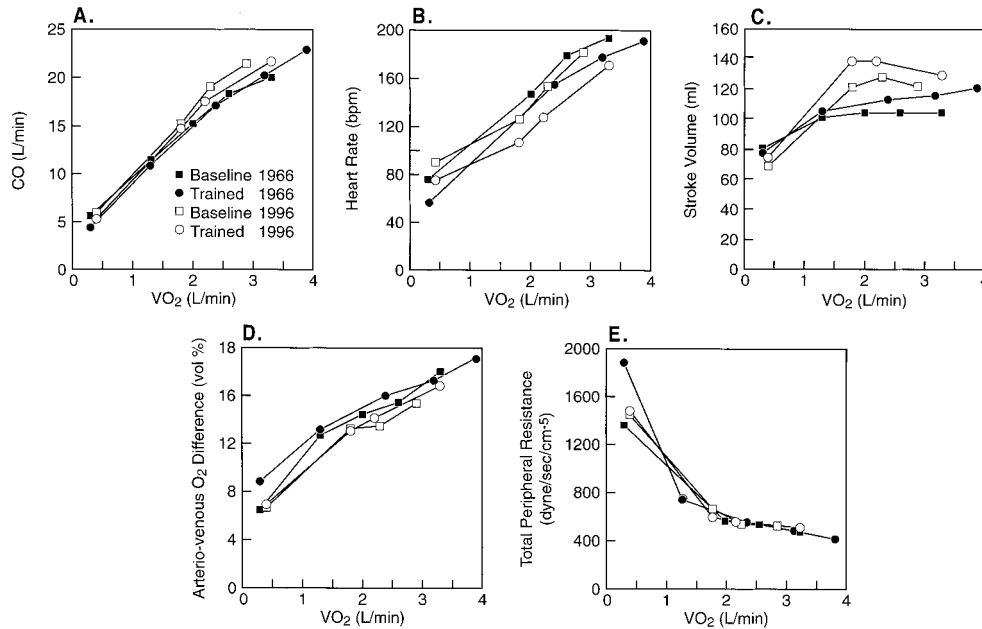 A.
CO (L/min)
25
20
15
10
5
0
Baseline 1966
Trained 1966
Baseline 1996
Trained 1996
0 1 2 3 4
VO2 (L/min)
B.
Heart Rate (bpm)
200
160
120
80
40
0
0 1 2 3 4
VO2 (L/min)
C.
Stroke Volume (ml)
160
140
120
100
80
60
40
20
0
0 1 2 3 4
VO2 (L/min)
D.
Arterio-venous O2 Difference (vol %)
18
16
12
8
6
0
0 1 2 3 4
VO2 (L/min)
E.
Total Peripheral Resistance
(dyne/sec/cm-5)
2000
1600
1200
800
400
0
0 1 2 3 4
VO2 (L/min)